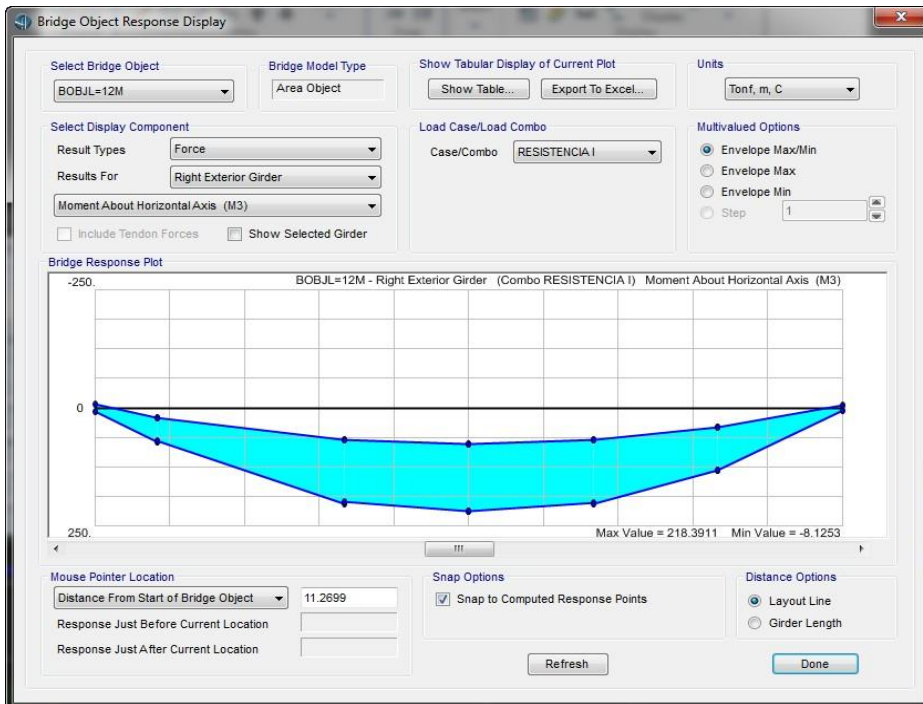 Bridge Object Response Display
Select Bridge Object
BOBJL=12M
Bridge Model Type
Area Object
Show Tabular Display of Current Plot
Show Table...
Export To Excel...
Units
Tonf, m, C
Select Display Component
Result Types
Force
Results For
Right Exterior Girder
Moment About Horizontal Axis (M3)
Include Tendon Forces
Show Selected Girder
Load Case/Load Combo
Case/Combo
RESISTENCIA I
Multivalued Options
Envelope Max/Min
Envelope Max
Envelope Min
Step
1
Bridge Response Plot
-250.
BOBJL=12M - Right Exterior Girder (Combo RESISTENCIA I) Moment About Horizontal Axis (M3)
0
250.
Max Value = 218.3911 Min Value = -8.1253
Mouse Pointer Location
Distance From Start of Bridge Object
11.2699
Response Just Before Current Location
Response Just After Current Location
Snap Options
Snap to Computed Response Points
Distance Options
Layout Line
Girder Length
Refresh
Done